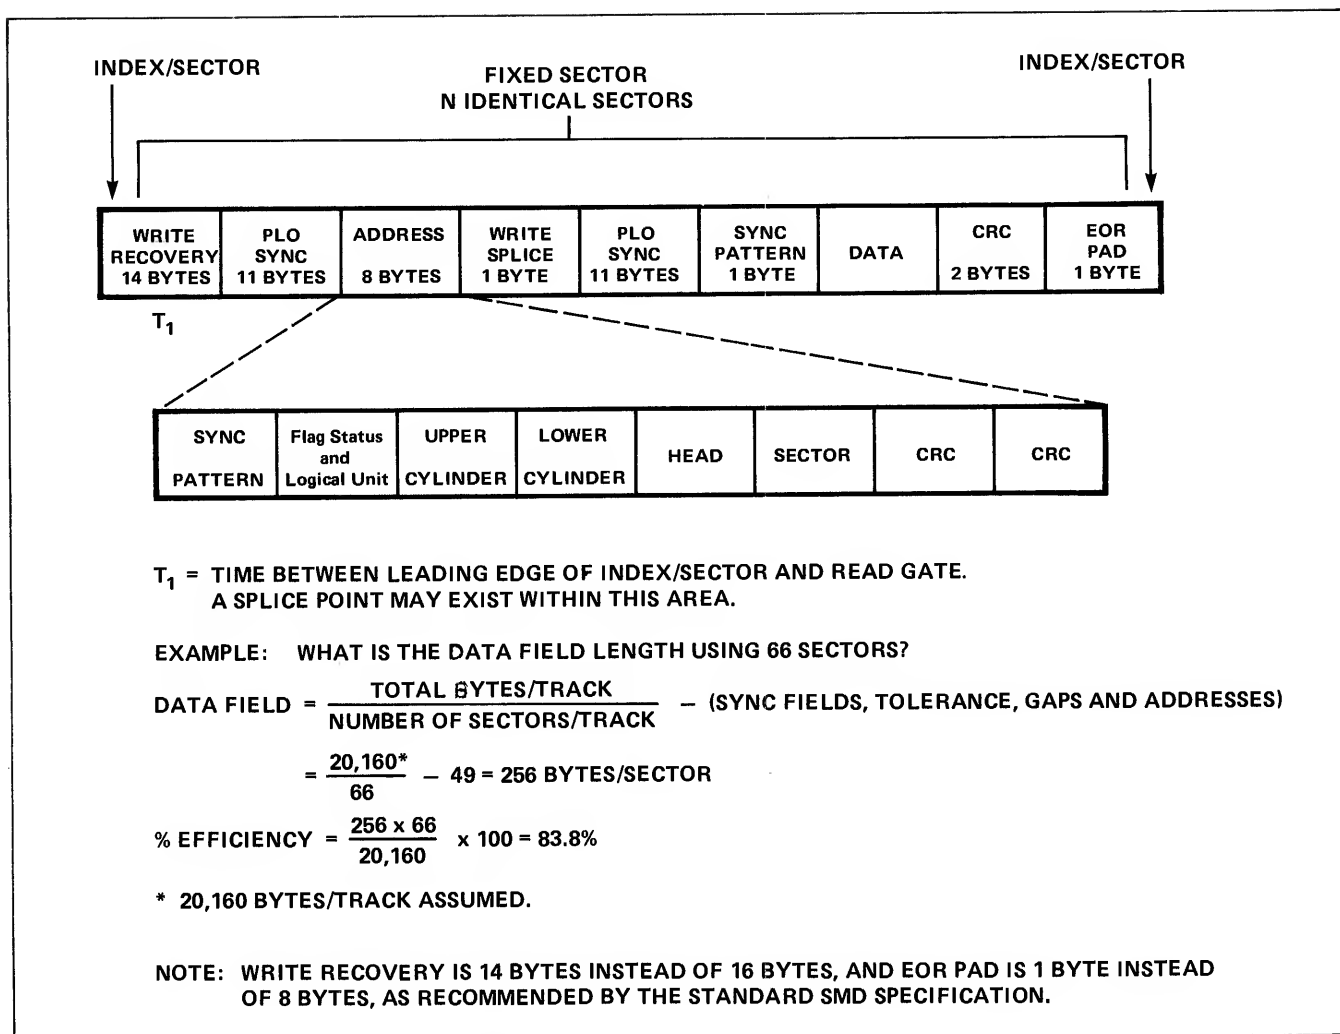 INDEX/SECTOR
FIXED SECTOR
N IDENTICAL SECTORS
INDEX/SECTOR
WRITE RECOVERY 14 BYTES
PLO SYNC 11 BYTES
ADDRESS 8 BYTES
WRITE SPLICE 1 BYTE
PLO SYNC 11 BYTES
SYNC PATTERN 1 BYTE
DATA
CRC 2 BYTES
EOR PAD 1 BYTE
T1
SYNC PATTERN
Flag Status and Logical Unit
UPPER CYLINDER
LOWER CYLINDER
HEAD
SECTOR
CRC
CRC
T1 = TIME BETWEEN LEADING EDGE OF INDEX/SECTOR AND READ GATE.
A SPLICE POINT MAY EXIST WITHIN THIS AREA.
EXAMPLE: WHAT IS THE DATA FIELD LENGTH USING 66 SECTORS?
DATA FIELD = TOTAL BYTES/TRACK / NUMBER OF SECTORS/TRACK − (SYNC FIELDS, TOLERANCE, GAPS AND ADDRESSES)
= 20,160* / 66 − 49 = 256 BYTES/SECTOR
% EFFICIENCY = 256 x 66 / 20,160 x 100 = 83.8%
* 20,160 BYTES/TRACK ASSUMED.
NOTE: WRITE RECOVERY IS 14 BYTES INSTEAD OF 16 BYTES, AND EOR PAD IS 1 BYTE INSTEAD
OF 8 BYTES, AS RECOMMENDED BY THE STANDARD SMD SPECIFICATION.